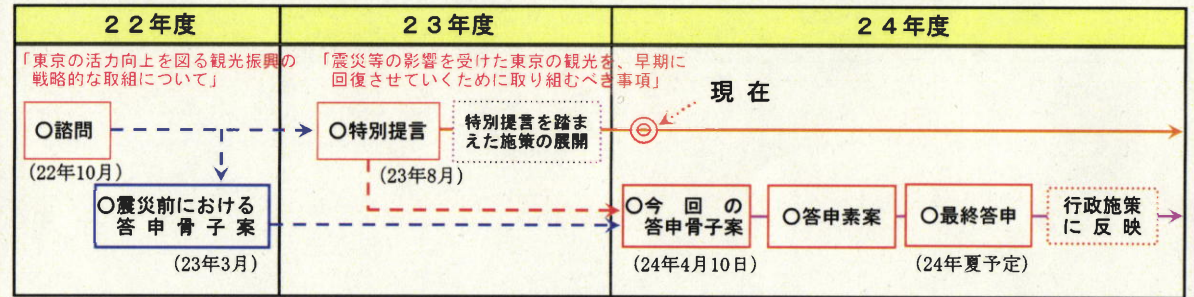 ２２年度
２３年度
２４年度
「東京の活力向上を図る観光振興の
戦略的な取組について」
「震災等の影響を受けた東京の観光を、早期に
回復させていくために取り組むべき事項」
現 在
○諮問
(22年10月)
○特別提言
(23年8月)
特別提言を踏ま
えた施策の展開
○震災前における
答 申 骨 子 案
(23年3月)
○今 回 の
答申骨子案
(24年4月10日)
○答申素案
○最終答申
(24年夏予定)
行政施策
に 反 映